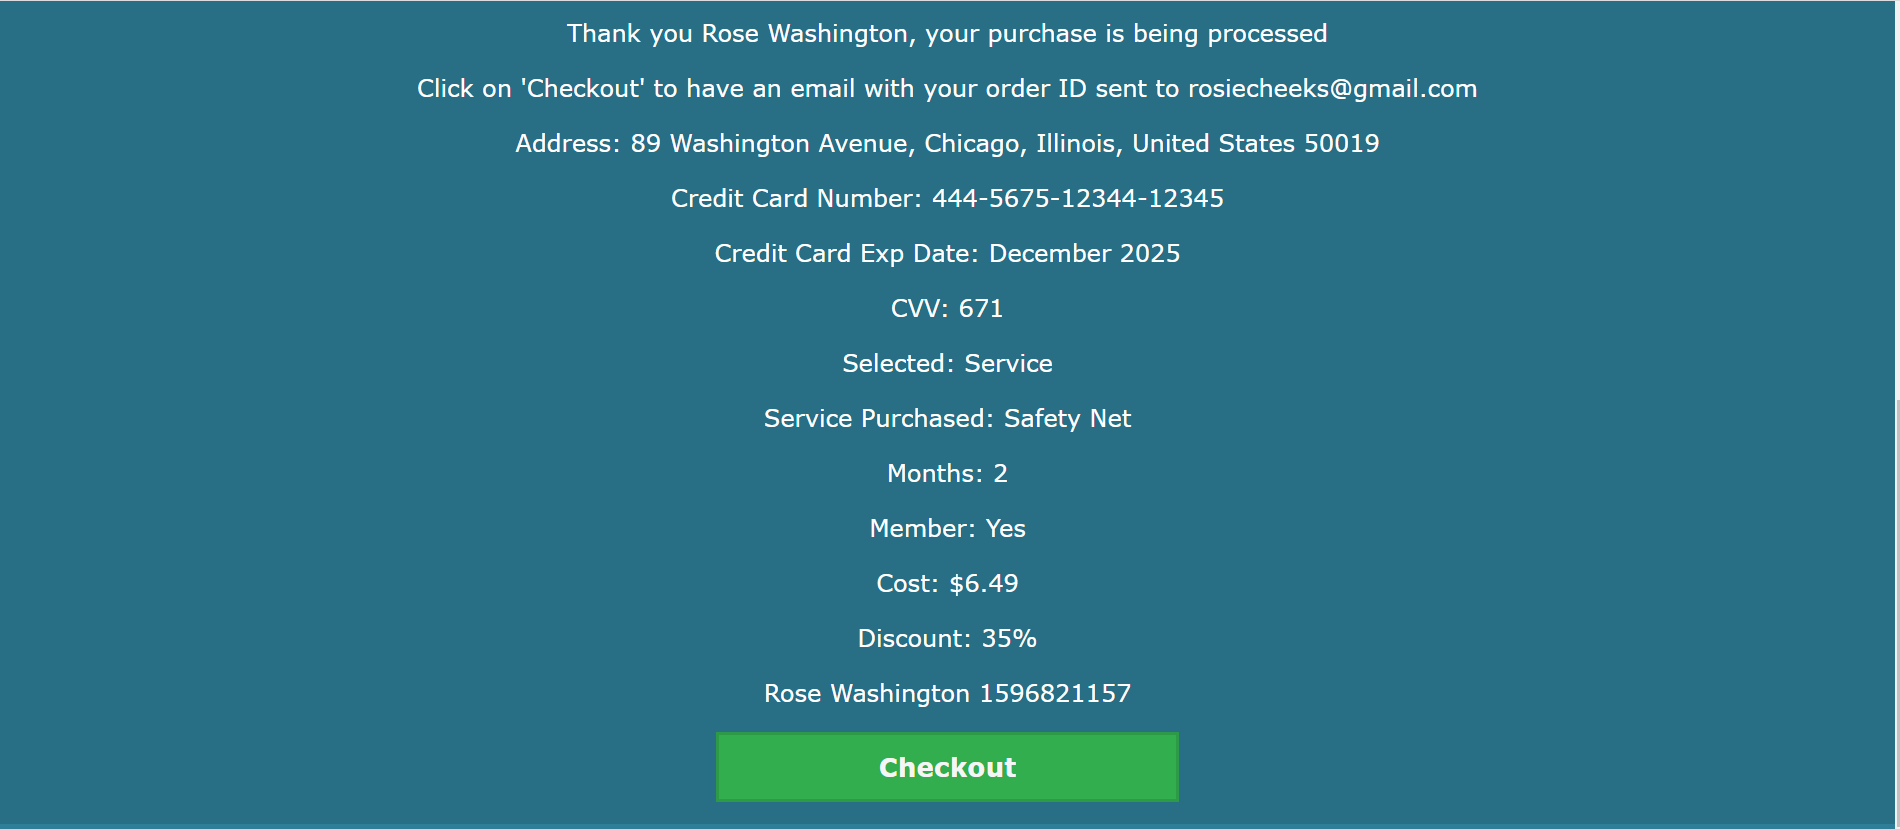 Thank you Rose Washington, your purchase is being processed
Click on 'Checkout' to have an email with your order ID sent to rosiecheeks@gmail.com
Address: 89 Washington Avenue, Chicago, Illinois, United States 50019
Credit Card Number: 444-5675-12344-12345
Credit Card Exp Date: December 2025
CVV: 671
Selected: Service
Service Purchased: Safety Net
Months: 2
Member: Yes
Cost: $6.49
Discount: 35%
Rose Washington 1596821157
Checkout